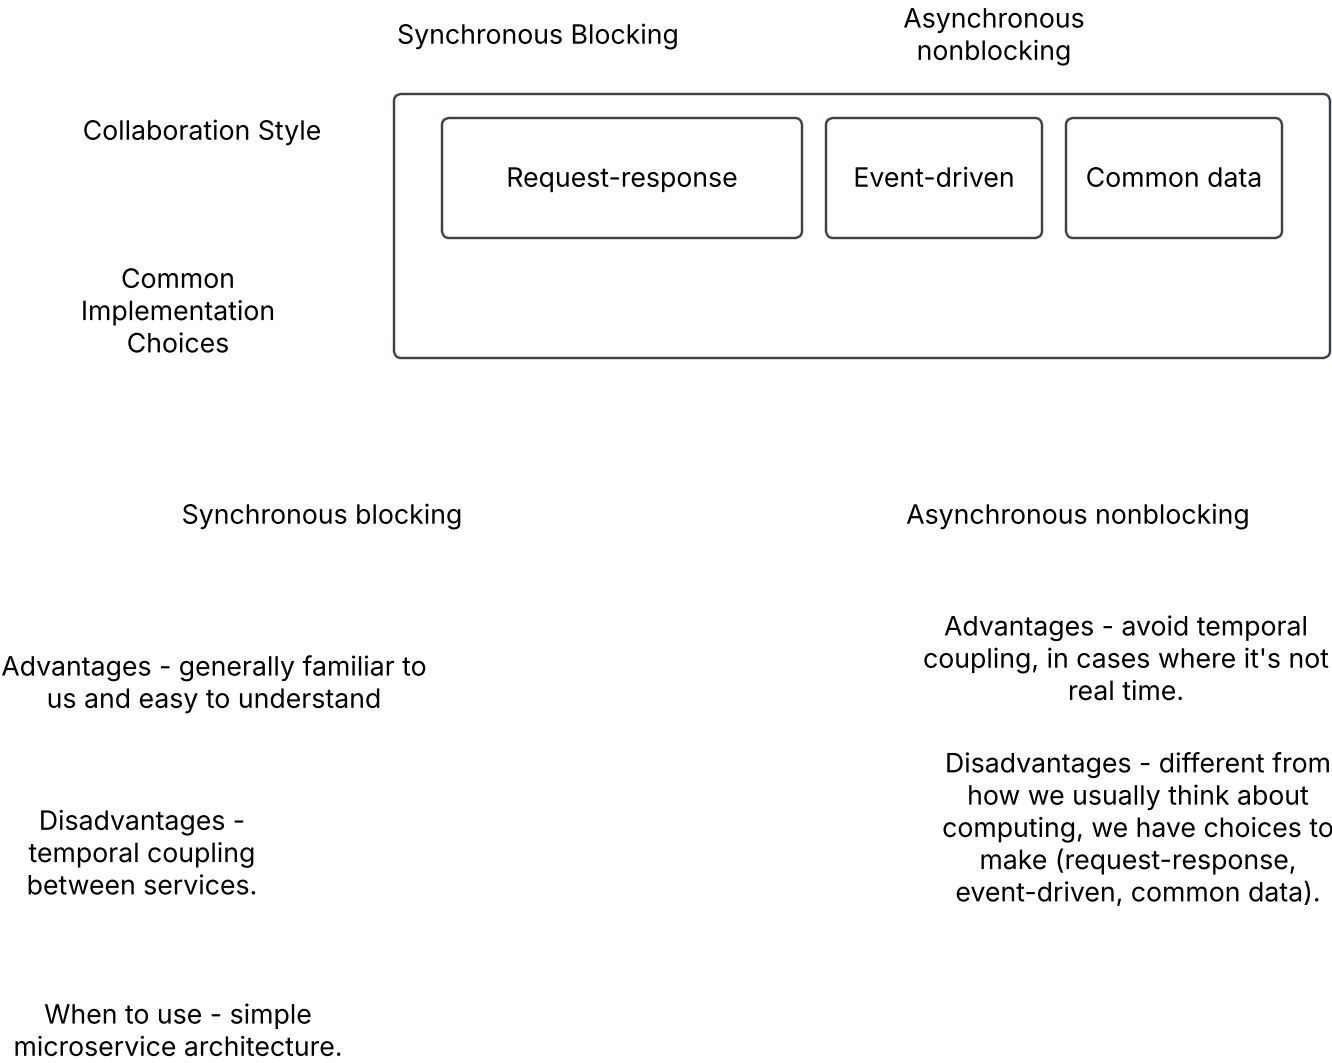 Synchronous Blocking
Asynchronous
nonblocking
Collaboration Style
Request-response
Event-driven
Common data
Common
Implementation
Choices
Synchronous blocking
Asynchronous nonblocking
Advantages - generally familiar to
us and easy to understand
Advantages - avoid temporal
coupling, in cases where it's not
real time.
Disadvantages -
temporal coupling
between services.
Disadvantages - different from
how we usually think about
computing, we have choices to
make (request-response,
event-driven, common data).
When to use - simple
microservice architecture.